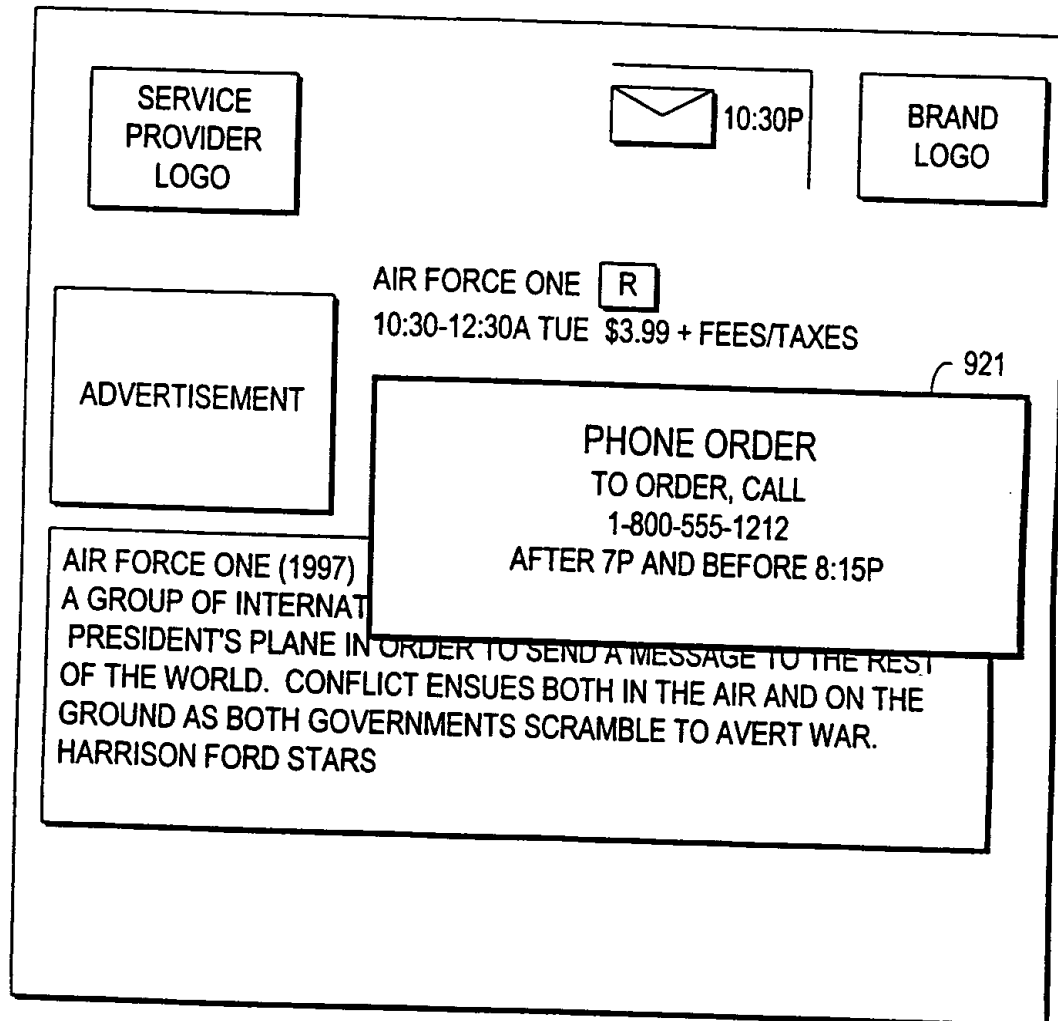 SERVICE
PROVIDER
LOGO
10:30P
BRAND
LOGO
AIR FORCE ONE R
10:30-12:30A TUE $3.99 + FEES/TAXES
921
ADVERTISEMENT
PHONE ORDER
TO ORDER, CALL
1-800-555-1212
AFTER 7P AND BEFORE 8:15P
AIR FORCE ONE (1997)
A GROUP OF INTERNAT
PRESIDENT'S PLANE IN ORDER TO SEND A MESSAGE TO THE REST
OF THE WORLD. CONFLICT ENSUES BOTH IN THE AIR AND ON THE
GROUND AS BOTH GOVERNMENTS SCRAMBLE TO AVERT WAR.
HARRISON FORD STARS